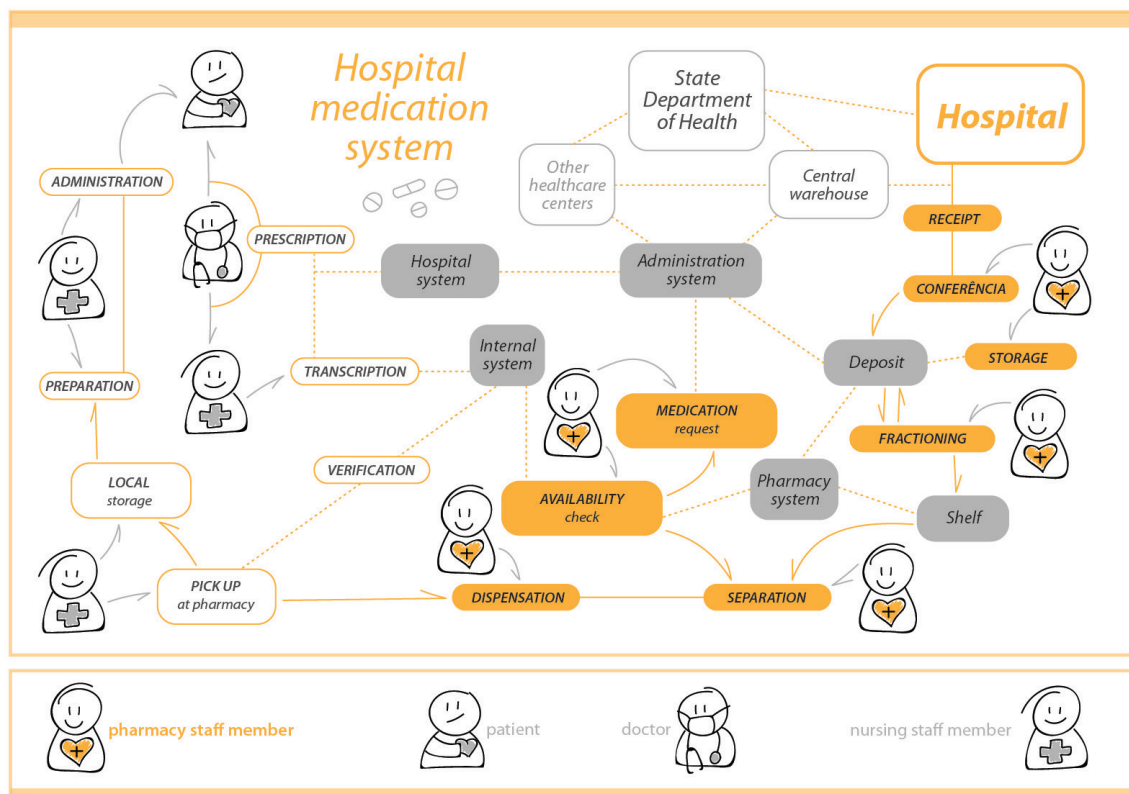 Hospital
medication
system
State
Department
of Health
Hospital
Other
healthcare
centers
Central
warehouse
ADMINISTRATION
RECEIPT
PRESCRIPTION
Hospital
system
Administration
system
CONFERÊNCIA
Internal
system
Deposit
STORAGE
TRANSCRIPTION
PREPARATION
MEDICATION
request
FRACTIONING
VERIFICATION
LOCAL
storage
AVAILABILITY
check
Pharmacy
system
Shelf
PICK UP
at pharmacy
DISPENSATION
SEPARATION
pharmacy staff member
patient
doctor
nursing staff member